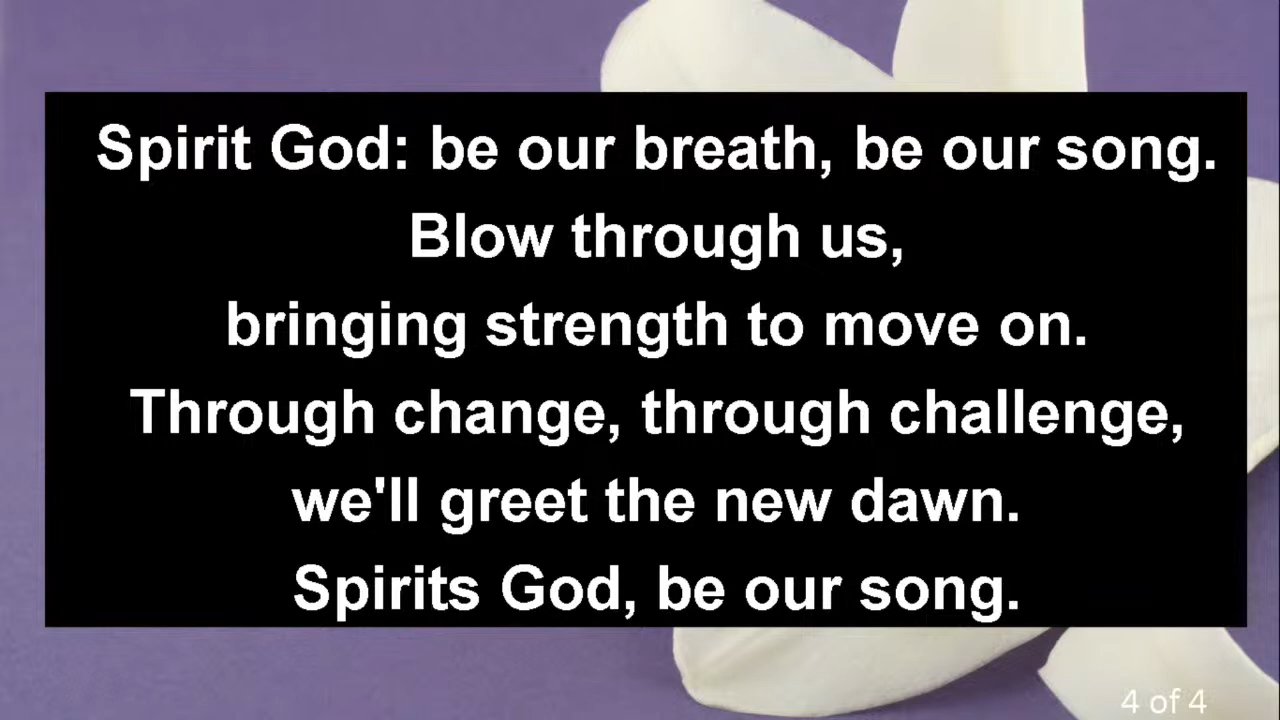 Spirit God: be our breath, be our song.
Blow through us,
bringing strength to move on.
Through change, through challenge,
we'll greet the new dawn.
Spirits God, be our song.
4 of 4